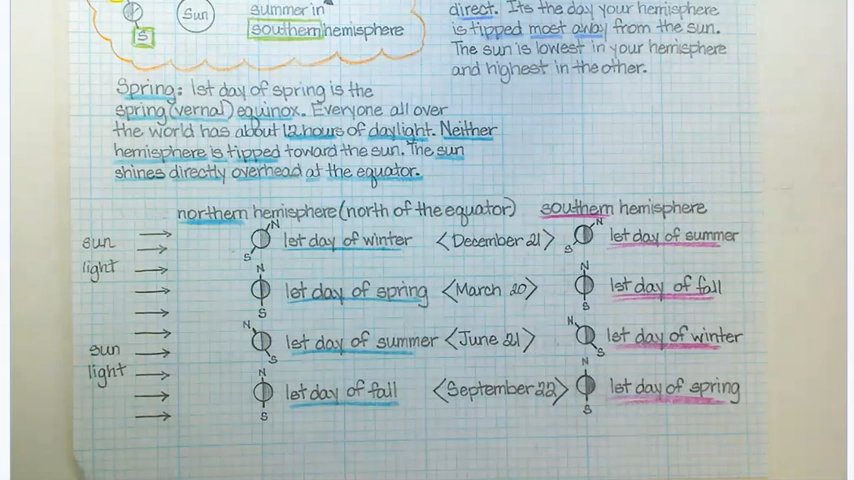 Sun
S
summer in
southern hemisphere
direct. Its the day your hemisphere
is tipped most away from the sun.
The sun is lowest in your hemisphere
and highest in the other.
Spring: 1st day of spring is the
spring (vernal) equinox. Everyone all over
the world has about 12 hours of daylight. Neither
hemisphere is tipped toward the sun. The sun
shines directly overhead at the equator.
northern hemisphere (north of the equator) southern hemisphere
sun
light
N
S
1st day of winter <December 21> 1st day of summer
N
S
N
S
1st day of spring <March 20> 1st day of fall
N
S
N
S
1st day of summer <June 21> 1st day of winter
N
S
sun
light
N
S
1st day of fall <September 22> 1st day of spring
S